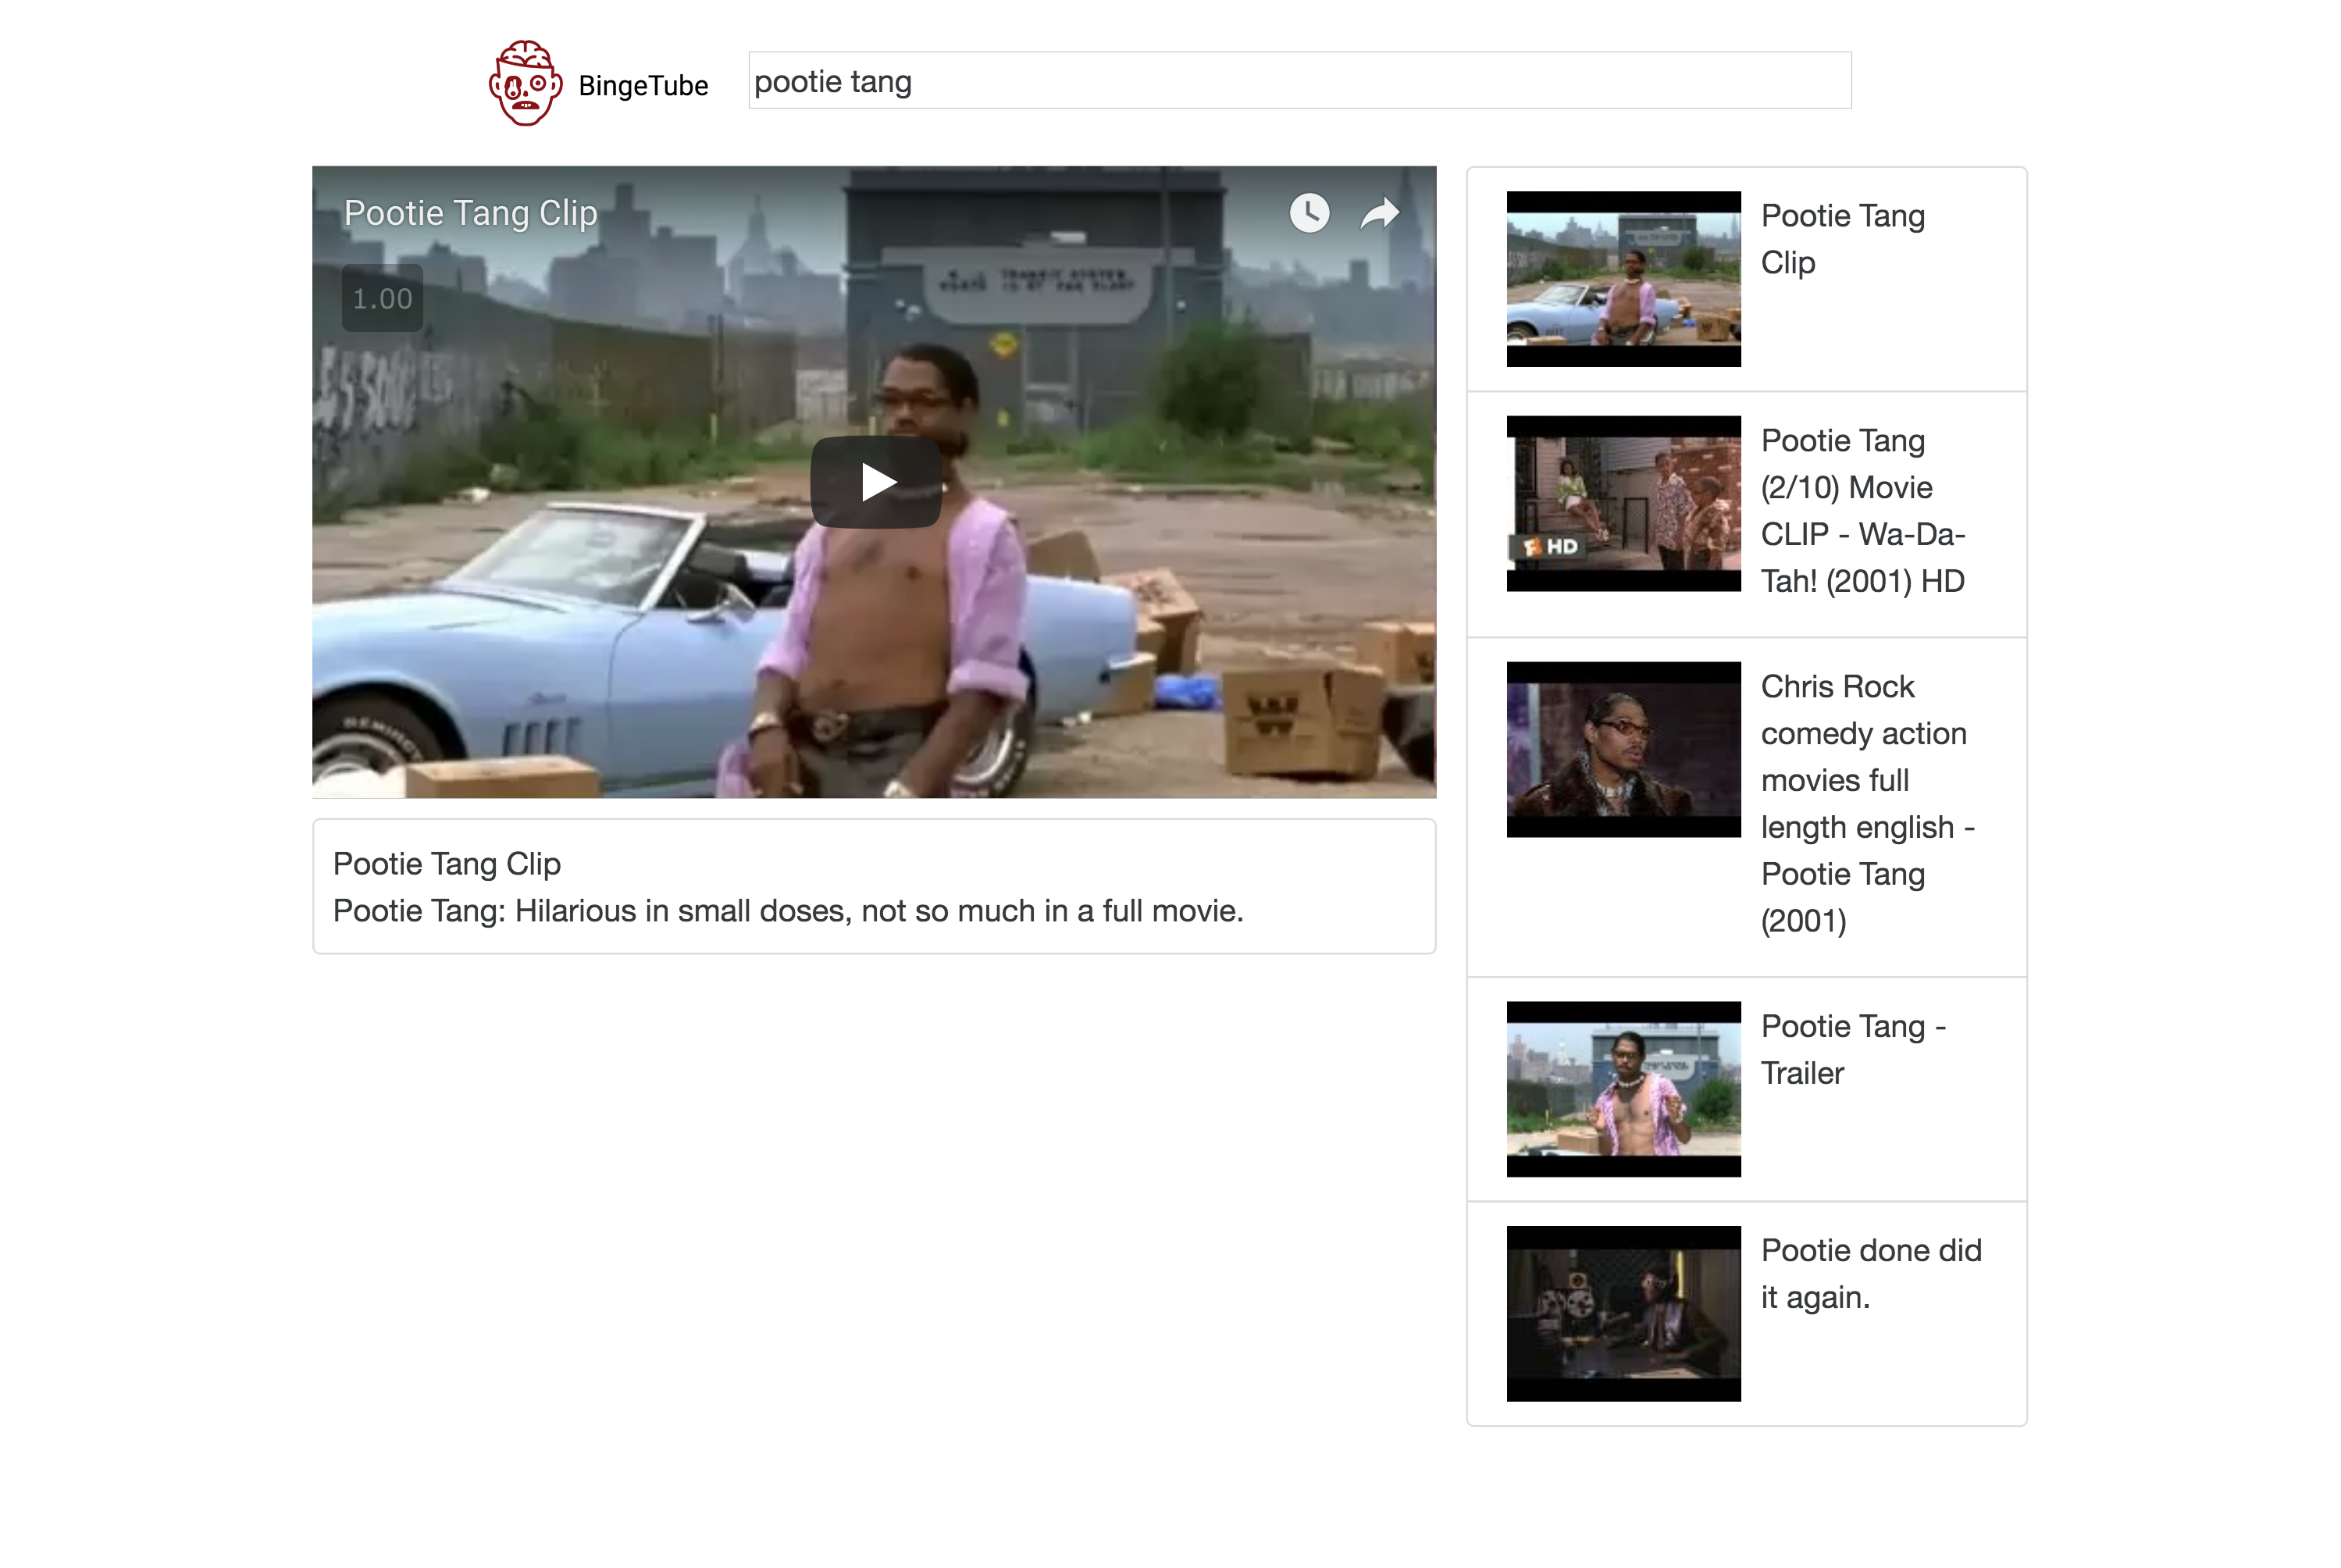 BingeTube
pootie tang
Pootie Tang Clip
1.00
TRANSIT SYSTEM
Pootie Tang Clip
Pootie Tang: Hilarious in small doses, not so much in a full movie.
Pootie Tang
Clip
HD
Pootie Tang
(2/10) Movie
CLIP - Wa-Da-
Tah! (2001) HD
Chris Rock
comedy action
movies full
length english -
Pootie Tang
(2001)
Pootie Tang -
Trailer
Pootie done did
it again.